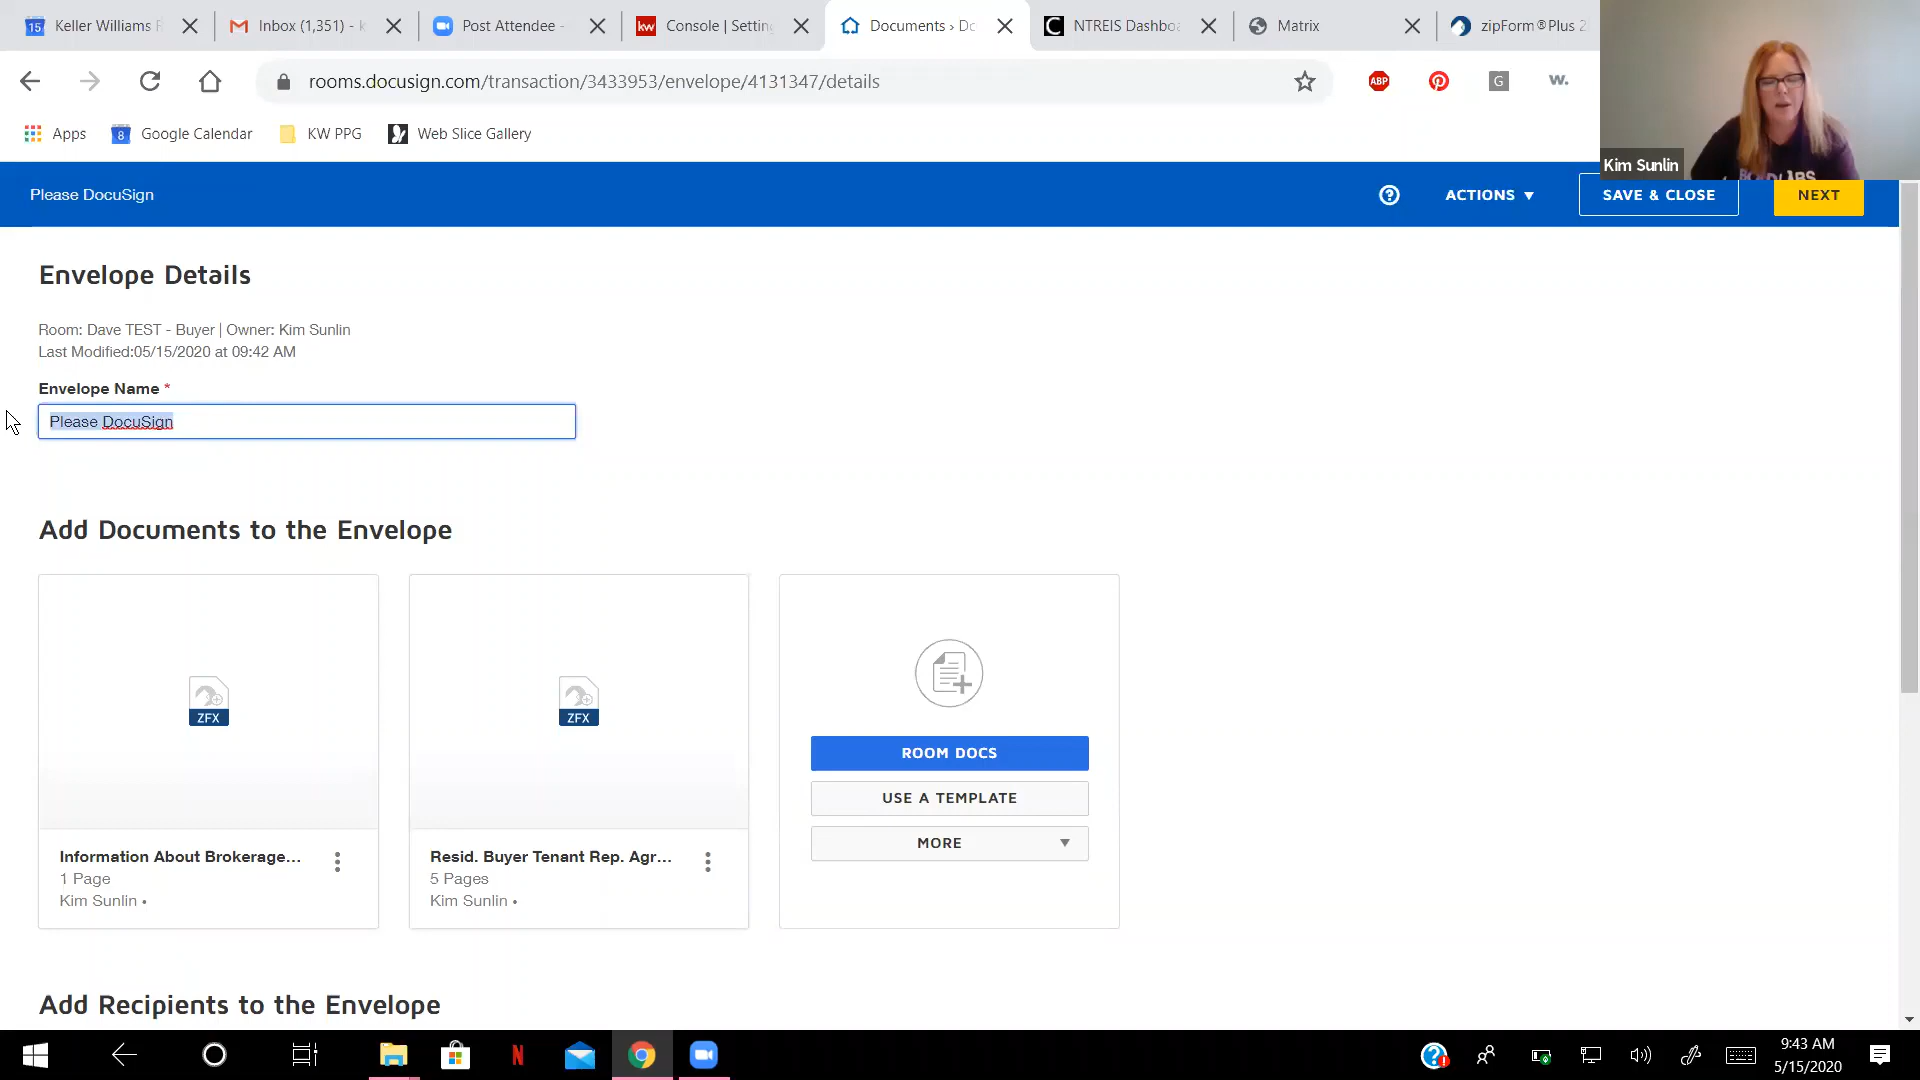 Keller Williams
Inbox (1,351) -
Post Attendee -
kw
Console | Setting
Documents › Do
NTREIS Dashbo
Matrix
zipForm®Plus 2
rooms.docusign.com/transaction/3433953/envelope/4131347/details
ABP
G
w.
Apps
8
Google Calendar
KW PPG
Web Slice Gallery
Kim Sunlin
Please DocuSign
?
ACTIONS ▼
SAVE & CLOSE
NEXT
Envelope Details
Room: Dave TEST - Buyer | Owner: Kim Sunlin
Last Modified:05/15/2020 at 09:42 AM
Envelope Name *
Please DocuSign
Add Documents to the Envelope
ZFX
Information About Brokerage...
1 Page
Kim Sunlin •
ZFX
Resid. Buyer Tenant Rep. Agr...
5 Pages
Kim Sunlin •
ROOM DOCS
USE A TEMPLATE
MORE ▼
Add Recipients to the Envelope
N
9:43 AM
5/15/2020